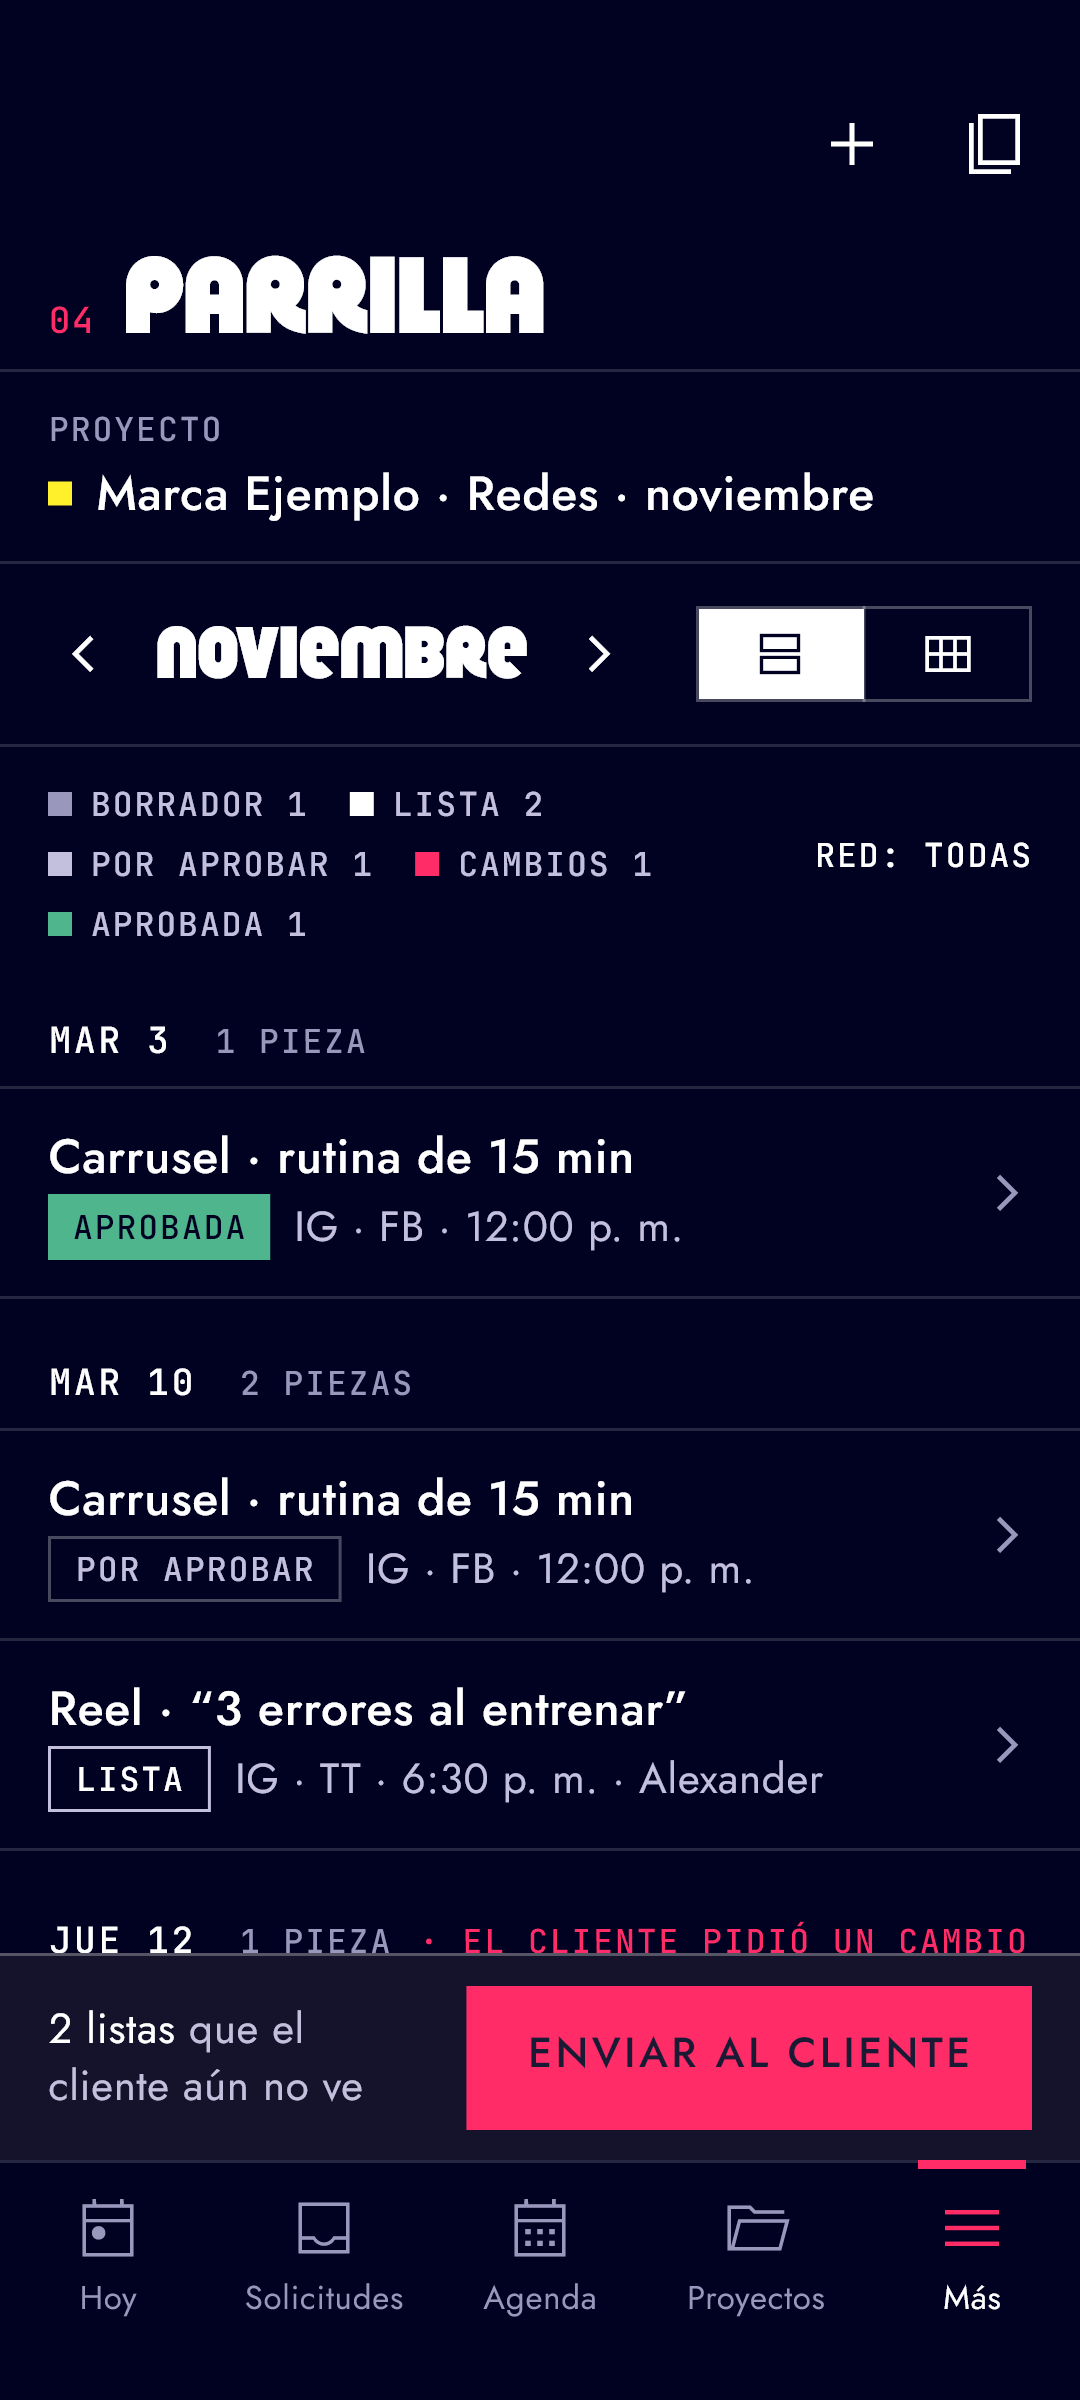 04 PARRILLA
PROYECTO
Marca Ejemplo · Redes · noviembre
noviembre
BORRADOR 1 LISTA 2
POR APROBAR 1 CAMBIOS 1
RED: TODAS
APROBADA 1
MAR 3 1 PIEZA
Carrusel · rutina de 15 min
APROBADA IG · FB · 12:00 p. m.
MAR 10 2 PIEZAS
Carrusel · rutina de 15 min
POR APROBAR IG · FB · 12:00 p. m.
Reel · “3 errores al entrenar”
LISTA IG · TT · 6:30 p. m. · Alexander
JUE 12 1 PIEZA · EL CLIENTE PIDIÓ UN CAMBIO
2 listas que el
cliente aún no ve
ENVIAR AL CLIENTE
Hoy Solicitudes Agenda Proyectos Más